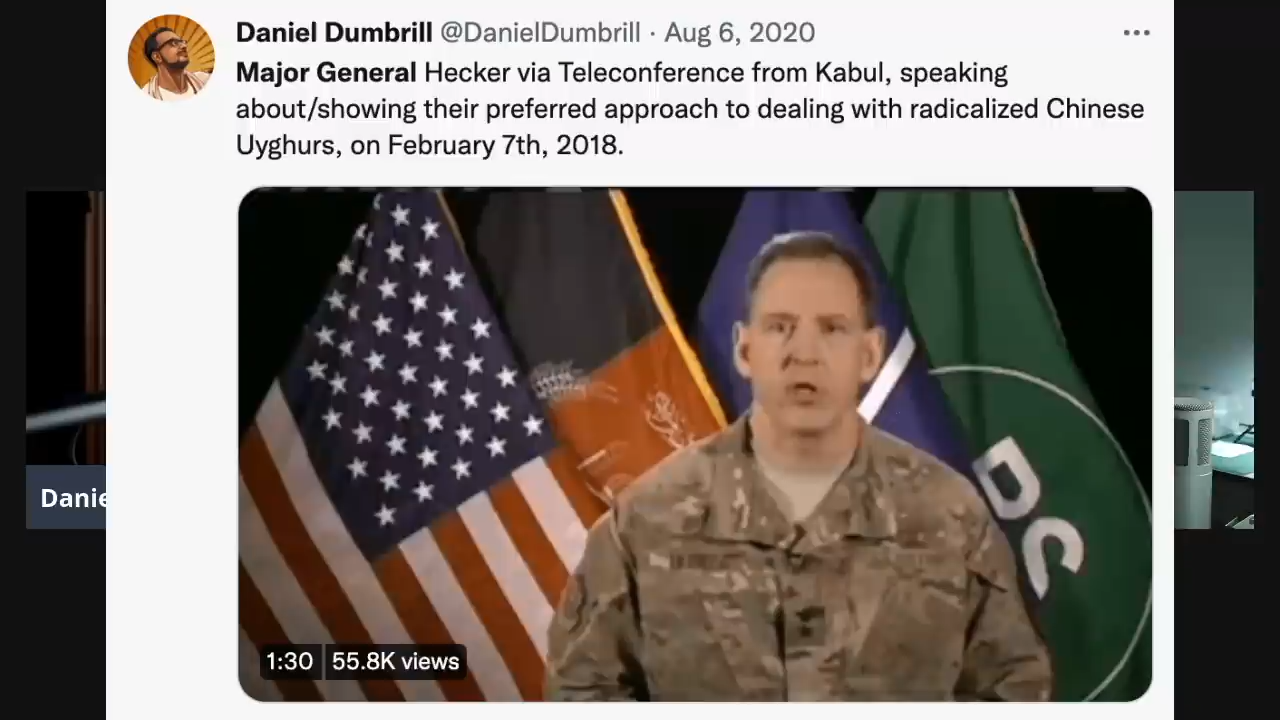 Daniel Dumbrill @DanielDumbrill · Aug 6, 2020
Major General Hecker via Teleconference from Kabul, speaking
about/showing their preferred approach to dealing with radicalized Chinese
Uyghurs, on February 7th, 2018.
DC
Danie
1:30 55.8K views